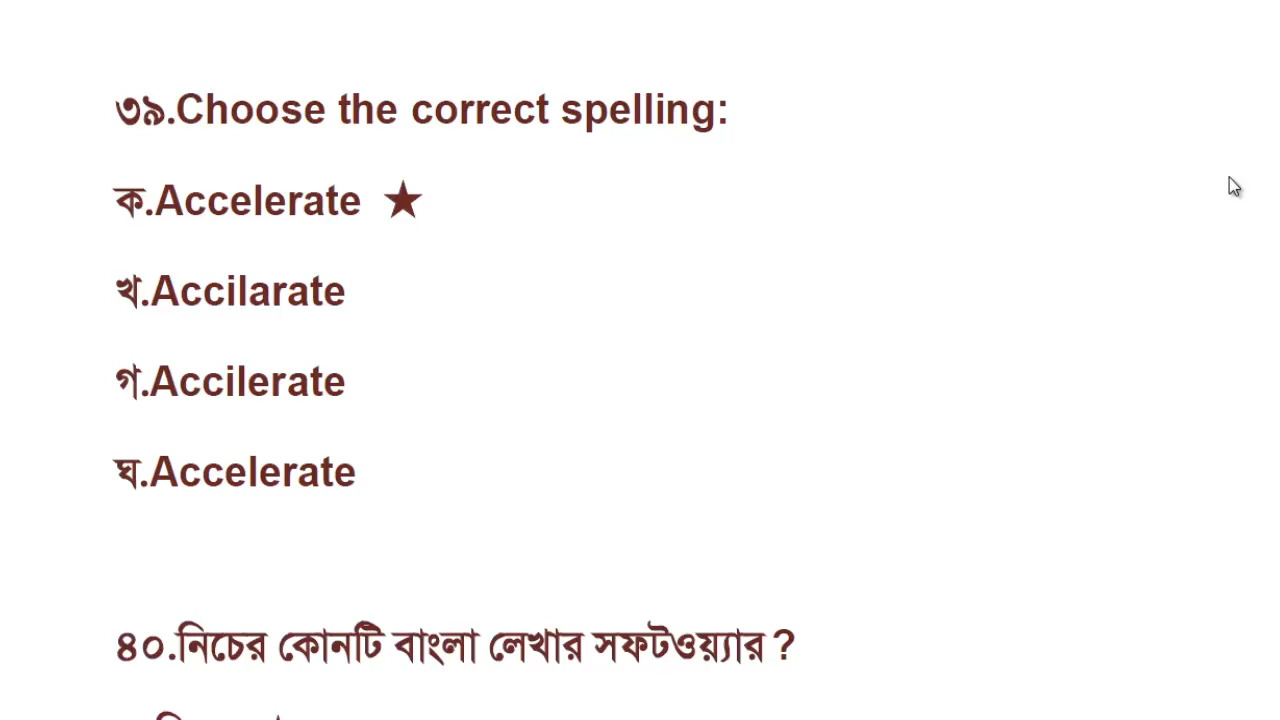 ৩৯.Choose the correct spelling:
ক.Accelerate ★
খ.Accilarate
গ.Accilerate
ঘ.Accelerate
৪০.নিচের কোনটি বাংলা লেখার সফটওয়্যার ?